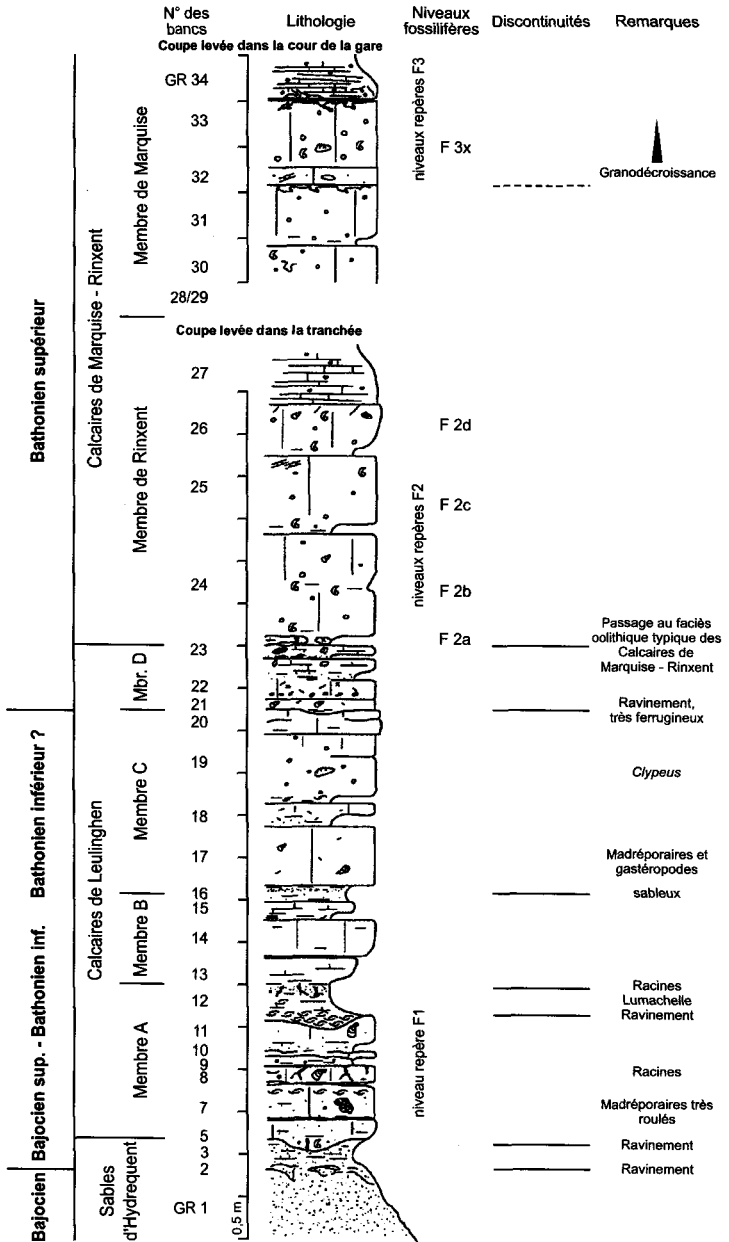 N° des
bancs
Lithologie
Niveaux
fossilifères
Discontinuités
Remarques
Coupe levée dans la cour de la gare
GR 34
33
32
31
30
28/29
niveaux repères F3
F 3x
Granodécroissance
Membre de Marquise
Coupe levée dans la tranchée
27
26
25
24
23
22
21
20
19
18
17
16
15
14
13
12
11
10
9
8
7
5
3
2
GR 1
0,5 m
Bathonien supérieur
Calcaires de Marquise - Rinxent
Membre de Rinxent
niveaux repères F2
F 2d
F 2c
F 2b
F 2a
Passage au faciès
oolithique typique des
Calcaires de
Marquise - Rinxent
Mbr. D
Ravinement,
très ferrugineux
Bathonien inférieur ?
Calcaires de Leulinghen
Membre C
Clypeus
Madréporaires et
gastéropodes
sableux
Membre B
Bajocien sup. - Bathonien inf.
Membre A
niveau repère F1
Racines
Lumachelle
Ravinement
Racines
Madréporaires très
roulés
Ravinement
Ravinement
Bajocien
Sables
d'Hydrequent